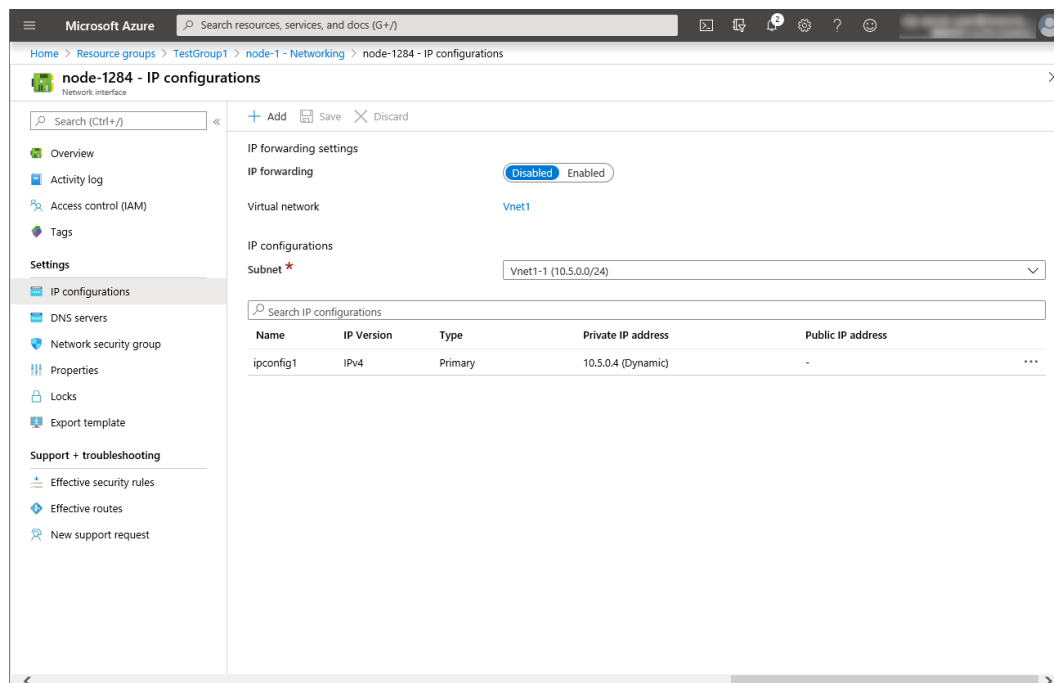 Microsoft Azure
Search resources, services, and docs (G+/)
2
Home > Resource groups > TestGroup1 > node-1 - Networking > node-1284 - IP configurations
node-1284 - IP configurations
Network interface
Search (Ctrl+/)
Overview
Activity log
Access control (IAM)
Tags
Settings
IP configurations
DNS servers
Network security group
Properties
Locks
Export template
Support + troubleshooting
Effective security rules
Effective routes
New support request
Add Save Discard
IP forwarding settings
IP forwarding Disabled Enabled
Virtual network Vnet1
IP configurations
Subnet * Vnet1-1 (10.5.0.0/24)
Search IP configurations
Name IP Version Type Private IP address Public IP address
ipconfig1 IPv4 Primary 10.5.0.4 (Dynamic) - ...